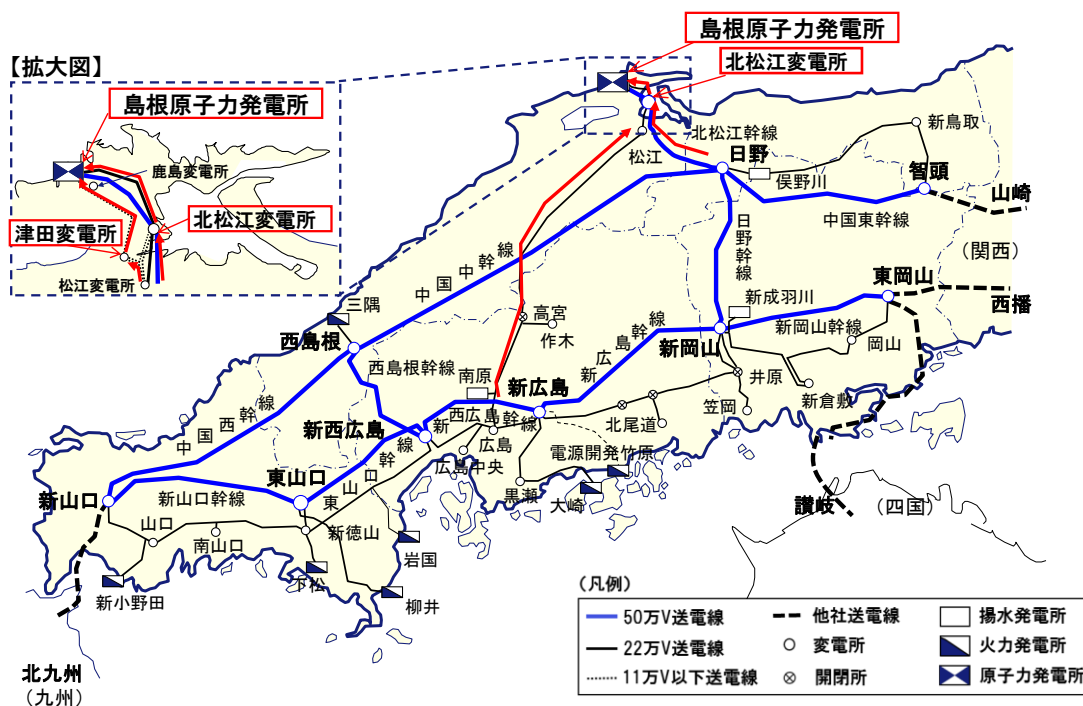 【拡大図】
島根原子力発電所
鹿島変電所
北松江変電所
津田変電所
松江変電所
島根原子力発電所
北松江変電所
北松江幹線
松江
日野
俣野川
新鳥取
智頭
山崎
中国東幹線
(関西)
日野幹線
中国中幹線
三隅
西島根
西島根幹線
高宮
作木
新成羽川
東岡山
西播
新岡山幹線
岡山
新岡山
新広島幹線
井原
新倉敷
笠岡
北尾道
南原
新広島
新西広島幹線
新西広島
広島
広島中央
電源開発竹原
黒瀬
大崎
中国西幹線
東山口
東山口幹線
新山口
新山口幹線
山口
南山口
新徳山
岩国
新小野田
下松
柳井
讃岐
(四国)
北九州
(九州)
(凡例)
50万V送電線
他社送電線
揚水発電所
22万V送電線
変電所
火力発電所
11万V以下送電線
開閉所
原子力発電所